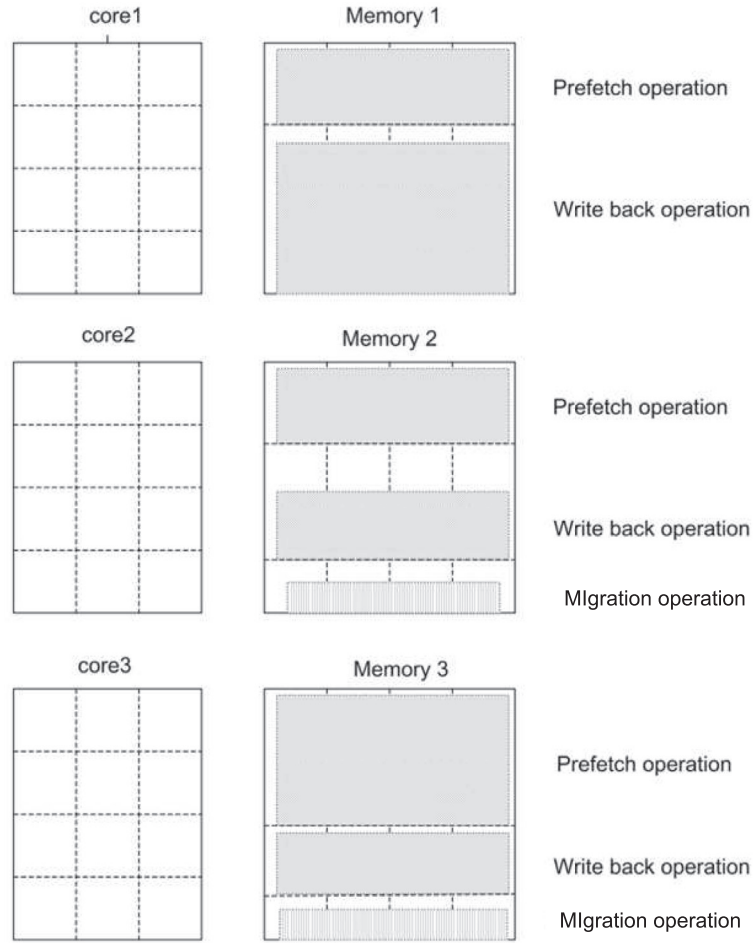 core1
Memory 1
Prefetch operation
Write back operation
core2
Memory 2
Prefetch operation
Write back operation
MIgration operation
core3
Memory 3
Prefetch operation
Write back operation
MIgration operation